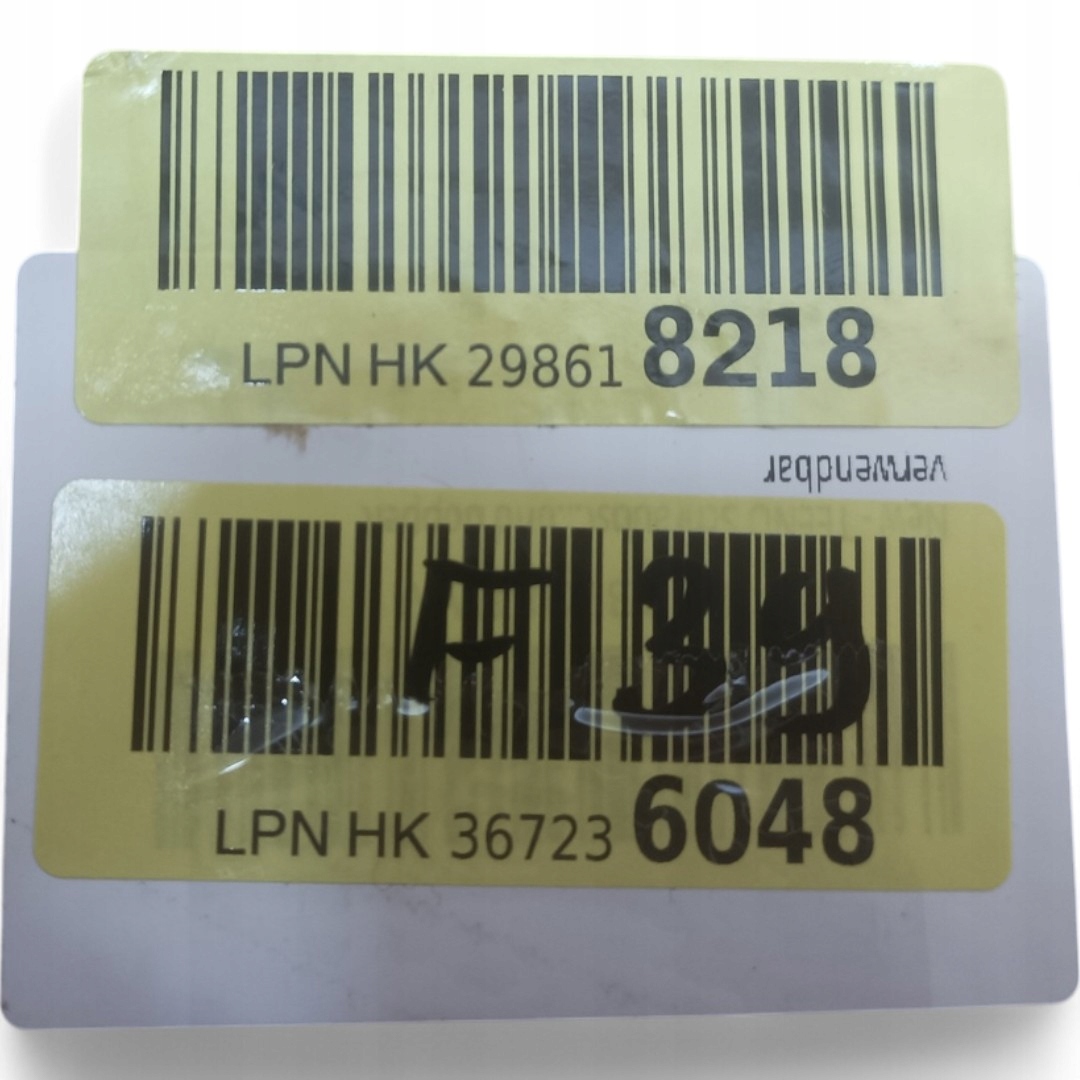 LPN HK 29861 8218
verwendbar
F 39
LPN HK 36723 6048